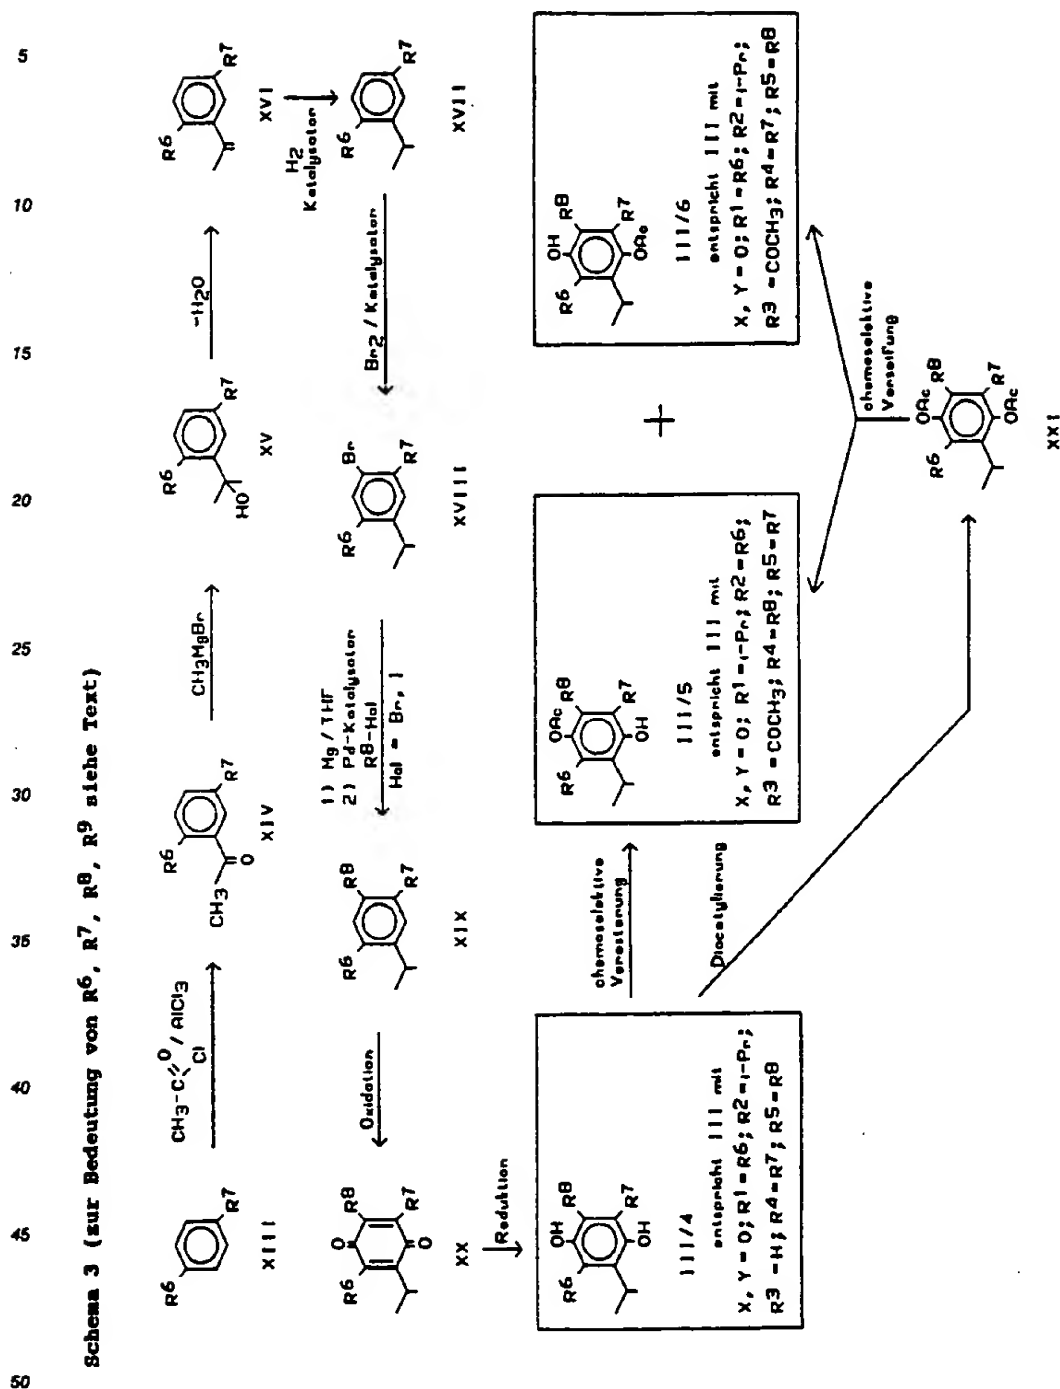 5
10
15
20
25
30
35
40
45
50
Schema 3 (zur Bedeutung von R6, R7, R8, R9 siehe Text)
R6
R7
XIII
CH3-C O / AlCl3
Cl
R6
R7
CH3
O
XIV
CH3MgBr
R6
R7
HO
XV
-H2O
R6
R7
XVI
H2
Katalysator
R6
R7
XVII
Br2 / Katalysator
R6
Br
R7
XVIII
1) Mg / THF
2) Pd-Katalysator
R8-Hal
Hal = Br, I
R6
R8
R7
XIX
Oxidation
R6
O
R8
R7
O
XX
Reduktion
R6
OH
R8
R7
OH
III/4
entspricht III mit
X, Y = O; R1=R6; R2=i-Pr;
R3 =H; R4=R7; R5=R8
chemoselektive
Veresterung
Diacetylierung
R6
OAc
R8
R7
OH
III/5
entspricht III mit
X, Y = O; R1=i-Pr; R2=R6;
R3 =COCH3; R4=R8; R5=R7
+
R6
OH
R8
R7
OAc
III/6
entspricht III mit
X, Y = O; R1=R6; R2=i-Pr;
R3 =COCH3; R4=R7; R5=R8
chemoselektive
Verseifung
R6
OAc
R8
R7
OAc
XXI